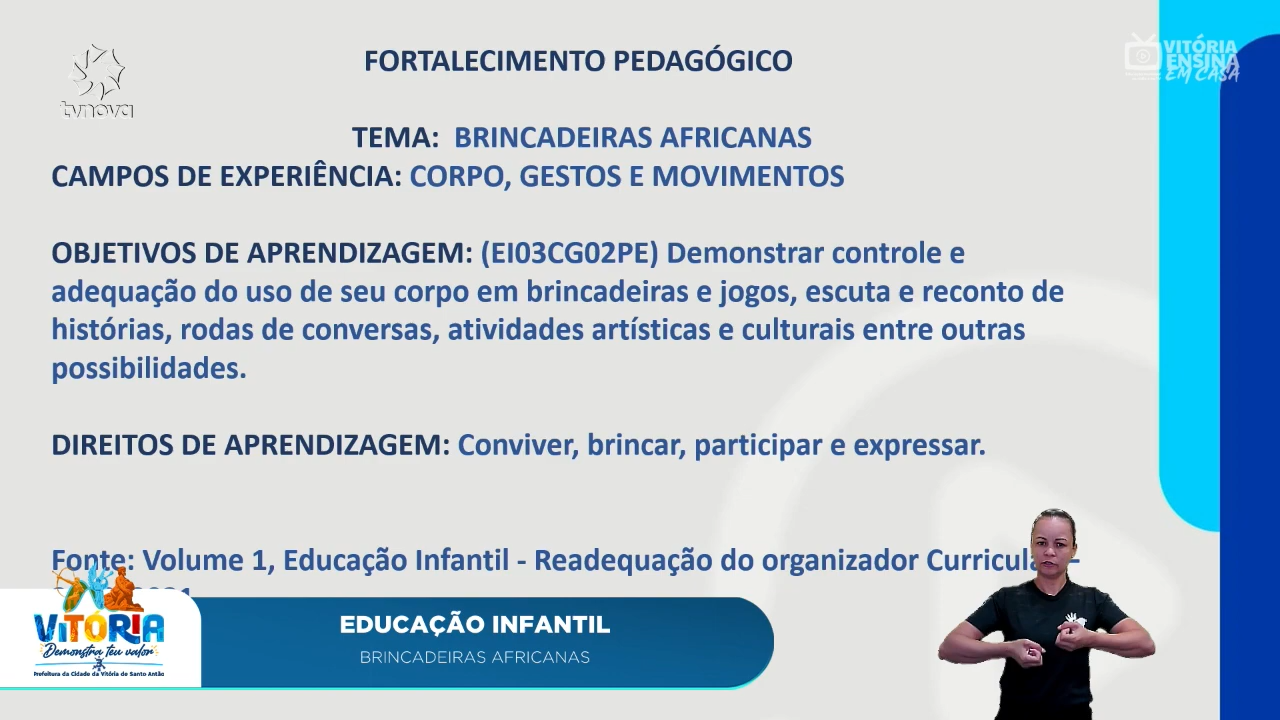 FORTALECIMENTO PEDAGÓGICO
tvnova
VITÓRIA
ENSINA
EM CASA
TEMA: BRINCADEIRAS AFRICANAS
CAMPOS DE EXPERIÊNCIA: CORPO, GESTOS E MOVIMENTOS
OBJETIVOS DE APRENDIZAGEM: (EI03CG02PE) Demonstrar controle e
adequação do uso de seu corpo em brincadeiras e jogos, escuta e reconto de
histórias, rodas de conversas, atividades artísticas e culturais entre outras
possibilidades.
DIREITOS DE APRENDIZAGEM: Conviver, brincar, participar e expressar.
Fonte: Volume 1, Educação Infantil - Readequação do organizador Curricular -
EDUCAÇÃO INFANTIL
BRINCADEIRAS AFRICANAS
VITÓRIA
Demonstra teu valor
Prefeitura da Cidade da Vitória de Santo Antão